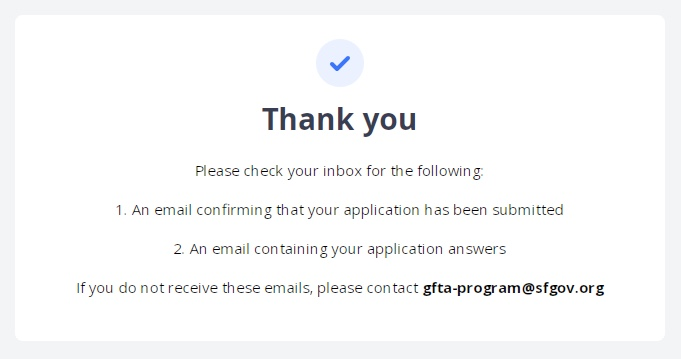 Thank you
Please check your inbox for the following:
1. An email confirming that your application has been submitted
2. An email containing your application answers
If you do not receive these emails, please contact gfta-program@sfgov.org